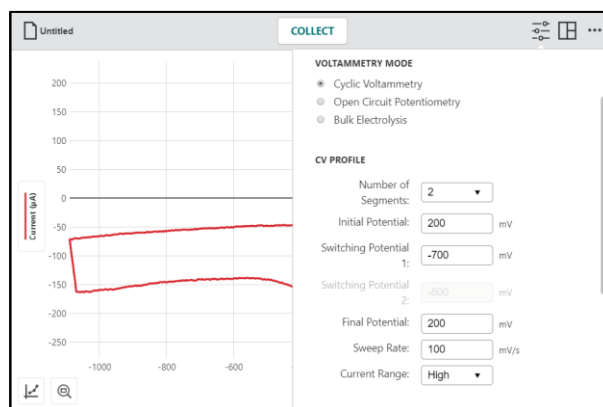 Untitled
COLLECT
...
VOLTAMMETRY MODE
Cyclic Voltammetry
Open Circuit Potentiometry
Bulk Electrolysis
CV PROFILE
Number of
Segments:
2
Initial Potential:
200
mV
Switching Potential
1:
-700
mV
Switching Potential
2:
-500
mV
Final Potential:
200
mV
Sweep Rate:
100
mV/s
Current Range:
High
Current (µA)
200
150
100
50
0
-50
-100
-150
-200
-250
-1000
-800
-600